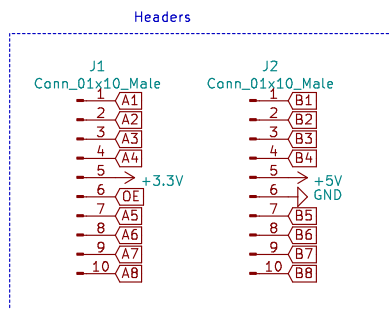 Headers
J1
Conn_01x10_Male
1 A1
2 A2
3 A3
4 A4
5 +3.3V
6 OE
7 A5
8 A6
9 A7
10 A8
J2
Conn_01x10_Male
1 B1
2 B2
3 B3
4 B4
5 +5V
6 GND
7 B5
8 B6
9 B7
10 B8